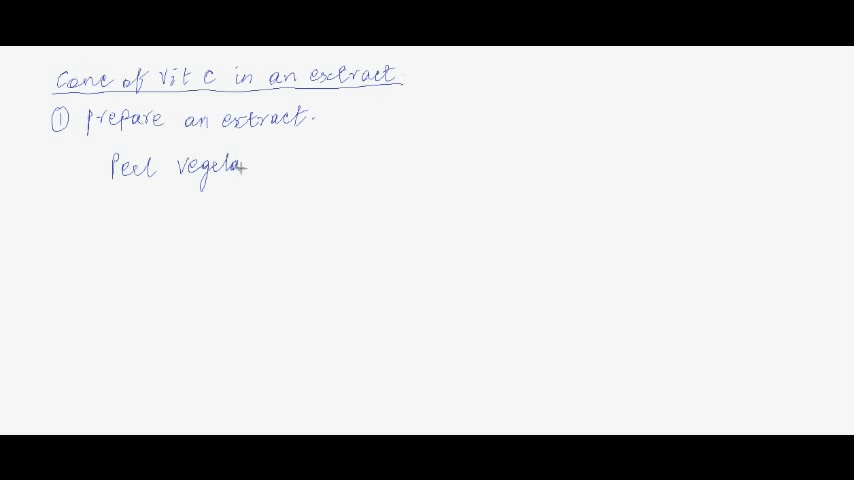 Conc of Vit C in an extract
① Prepare an extract.
Peel vegeta